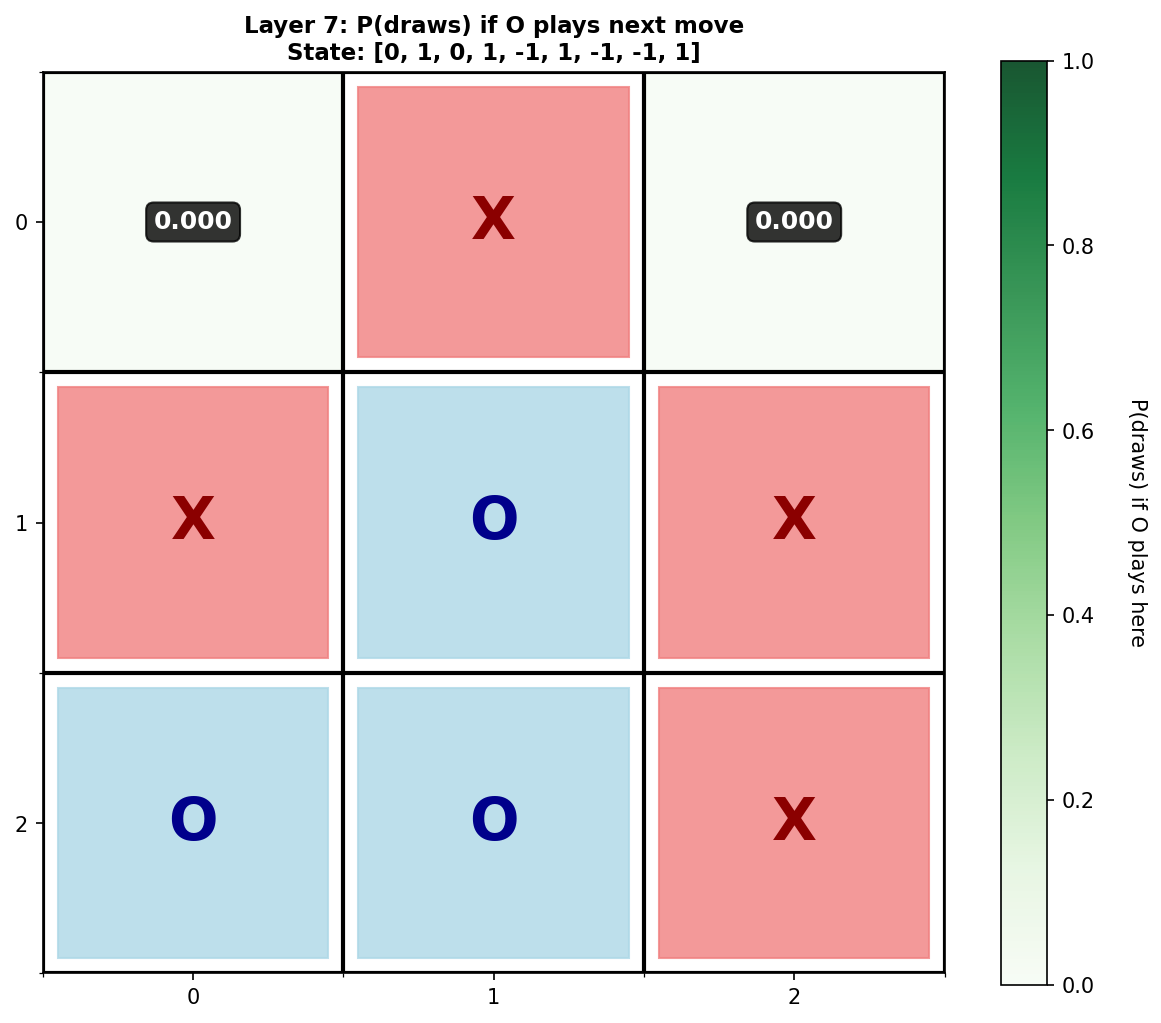 Layer 7: P(draws) if O plays next move
State: [0, 1, 0, 1, -1, 1, -1, -1, 1]
0.000
X
0.000
X
O
X
O
O
X
0
1
2
0
1
2
1.0
0.8
0.6
0.4
0.2
0.0
P(draws) if O plays here